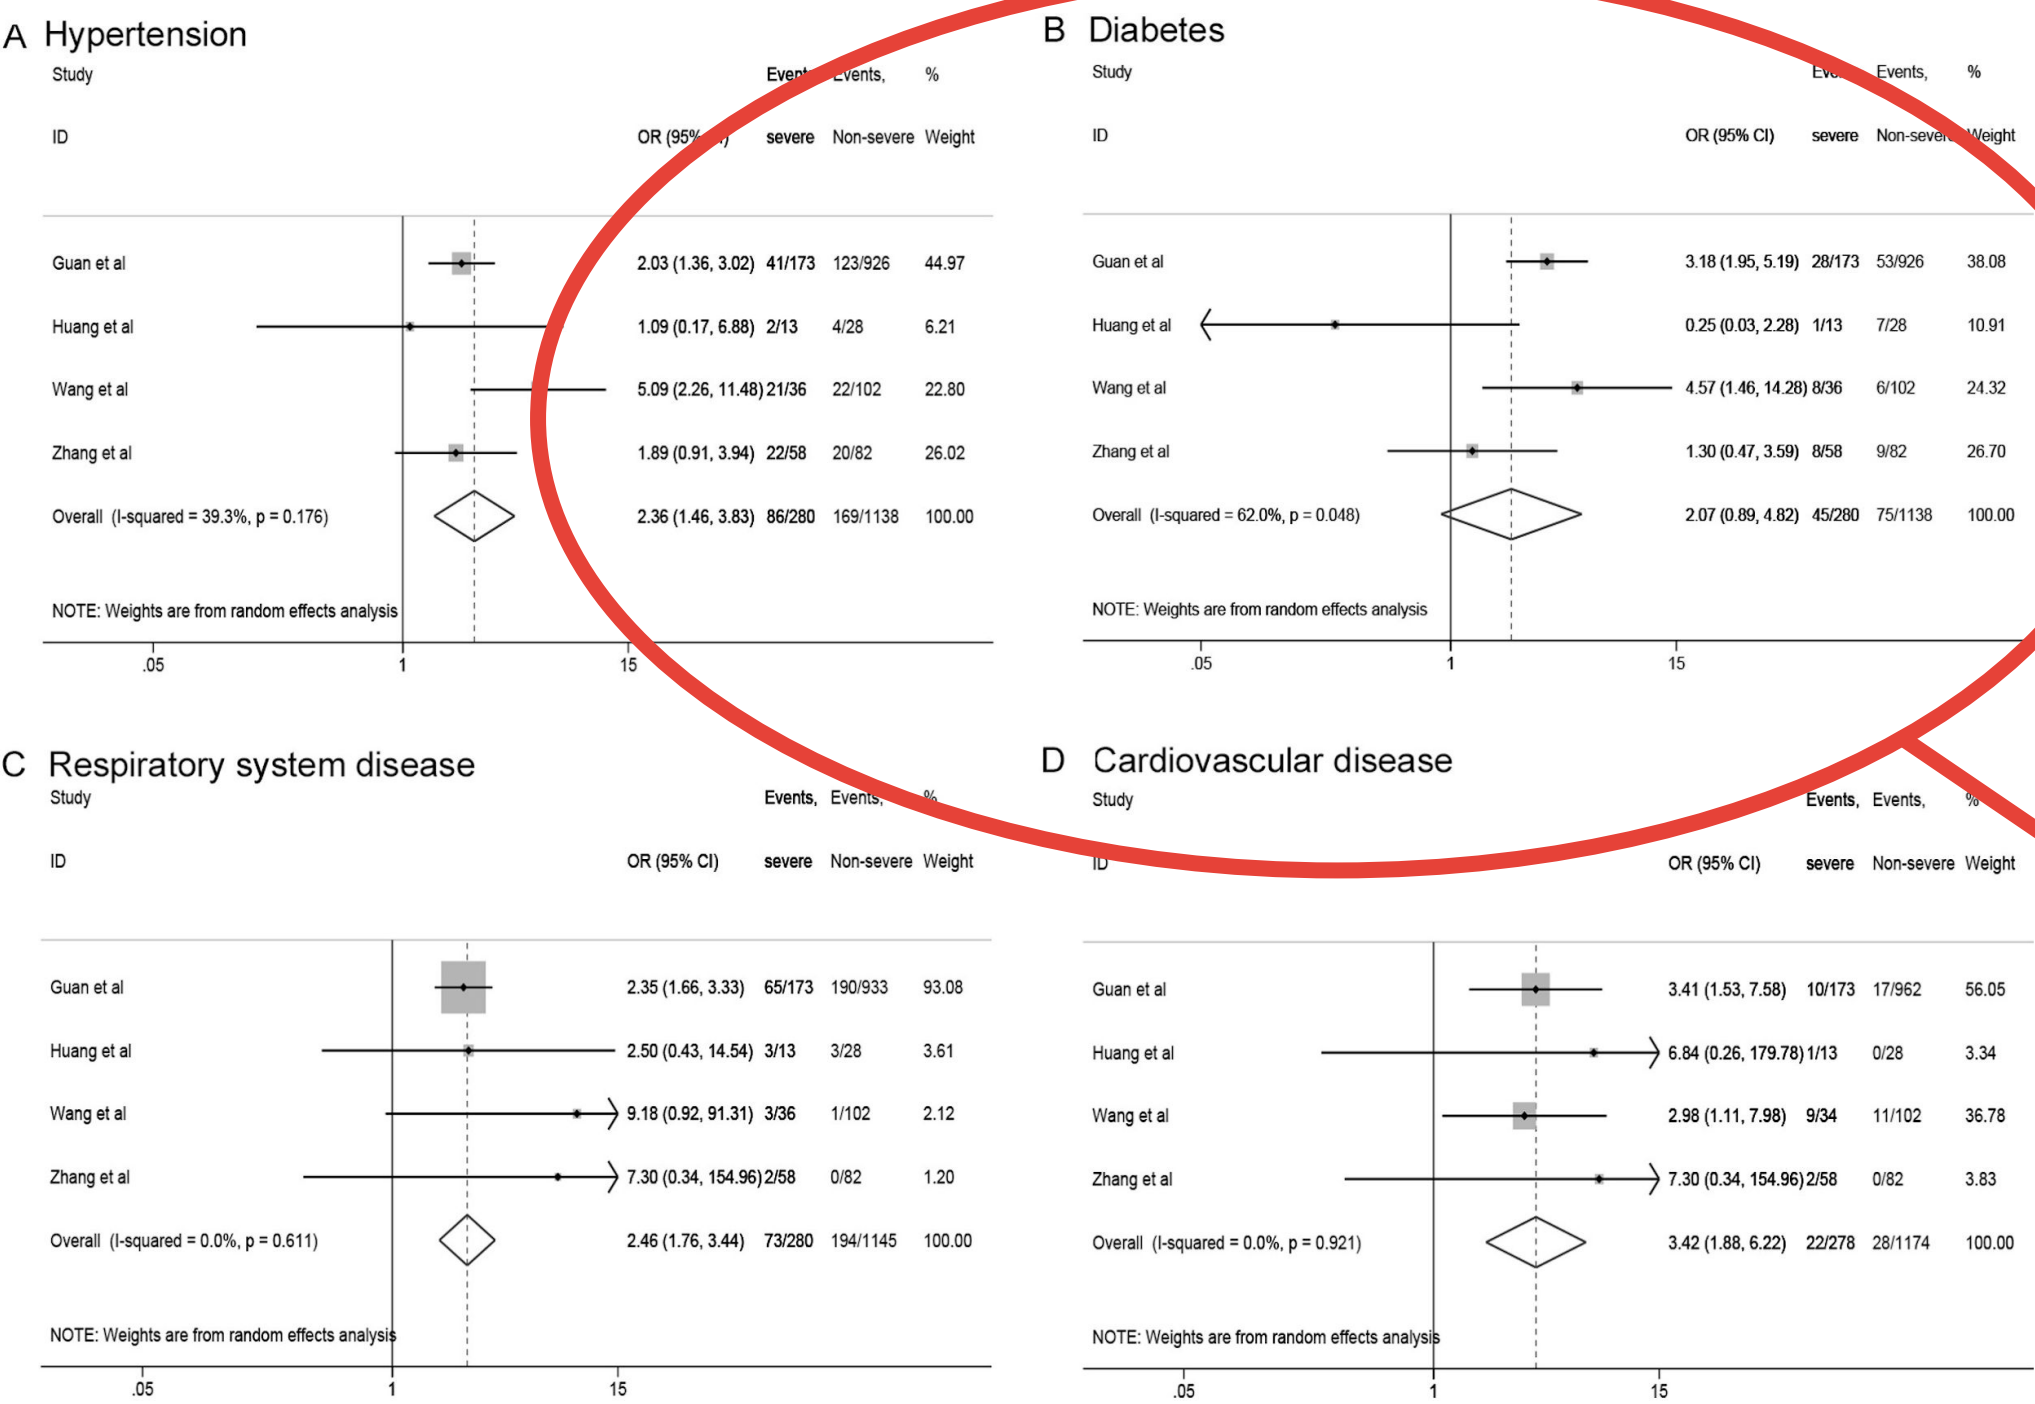 A Hypertension
Study Events, Events, %
ID OR (95% CI) severe Non-severe Weight
Guan et al 2.03 (1.36, 3.02) 41/173 123/926 44.97
Huang et al 1.09 (0.17, 6.88) 2/13 4/28 6.21
Wang et al 5.09 (2.26, 11.48) 21/36 22/102 22.80
Zhang et al 1.89 (0.91, 3.94) 22/58 20/82 26.02
Overall (I-squared = 39.3%, p = 0.176) 2.36 (1.46, 3.83) 86/280 169/1138 100.00
NOTE: Weights are from random effects analysis
.05 1 15
B Diabetes
Study Events, %
ID OR (95% CI) severe Non-severe Weight
Guan et al 3.18 (1.95, 5.19) 28/173 53/926 38.08
Huang et al 0.25 (0.03, 2.28) 1/13 7/28 10.91
Wang et al 4.57 (1.46, 14.28) 8/36 6/102 24.32
Zhang et al 1.30 (0.47, 3.59) 8/58 9/82 26.70
Overall (I-squared = 62.0%, p = 0.048) 2.07 (0.89, 4.82) 45/280 75/1138 100.00
NOTE: Weights are from random effects analysis
.05 1 15
C Respiratory system disease
Study Events, Events, %
ID OR (95% CI) severe Non-severe Weight
Guan et al 2.35 (1.66, 3.33) 65/173 190/933 93.08
Huang et al 2.50 (0.43, 14.54) 3/13 3/28 3.61
Wang et al 9.18 (0.92, 91.31) 3/36 1/102 2.12
Zhang et al 7.30 (0.34, 154.96) 2/58 0/82 1.20
Overall (I-squared = 0.0%, p = 0.611) 2.46 (1.76, 3.44) 73/280 194/1145 100.00
NOTE: Weights are from random effects analysis
.05 1 15
D Cardiovascular disease
Study Events, Events, %
ID OR (95% CI) severe Non-severe Weight
Guan et al 3.41 (1.53, 7.58) 10/173 17/962 56.05
Huang et al 6.84 (0.26, 179.78) 1/13 0/28 3.34
Wang et al 2.98 (1.11, 7.98) 9/34 11/102 36.78
Zhang et al 7.30 (0.34, 154.96) 2/58 0/82 3.83
Overall (I-squared = 0.0%, p = 0.921) 3.42 (1.88, 6.22) 22/278 28/1174 100.00
NOTE: Weights are from random effects analysis
.05 1 15